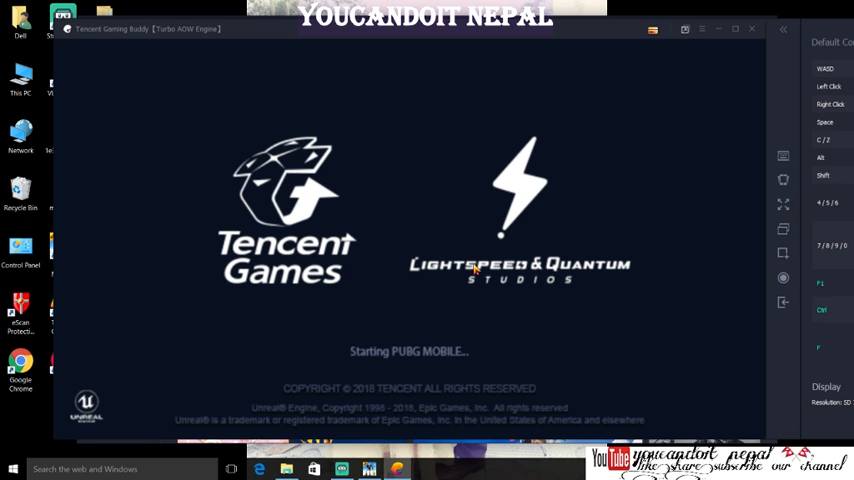 YOUCANDOIT NEPAL
Tencent Gaming Buddy【Turbo AOW Engine】
Default Co
WASD
Left Click
Right Click
Space
C / Z
Alt
Shift
4 / 5 / 6
7 / 8 / 9 / 0
F1
Ctrl
F
Display
Resolution: SD
Dell
This PC
Network
Recycle Bin
Control Panel
eScan
Protecti...
Google
Chrome
Tencent
Games
LIGHTSPEED & QUANTUM
STUDIOS
Starting PUBG MOBILE...
COPYRIGHT © 2018 TENCENT ALL RIGHTS RESERVED
Unreal® Engine, Copyright 1998 - 2018, Epic Games, Inc. All rights reserved
Unreal® is a trademark or registered trademark of Epic Games, Inc. in the United States of America and elsewhere
UNREAL
Search the web and Windows
YouTube
youcandoit nepal
like share subscribe our channel